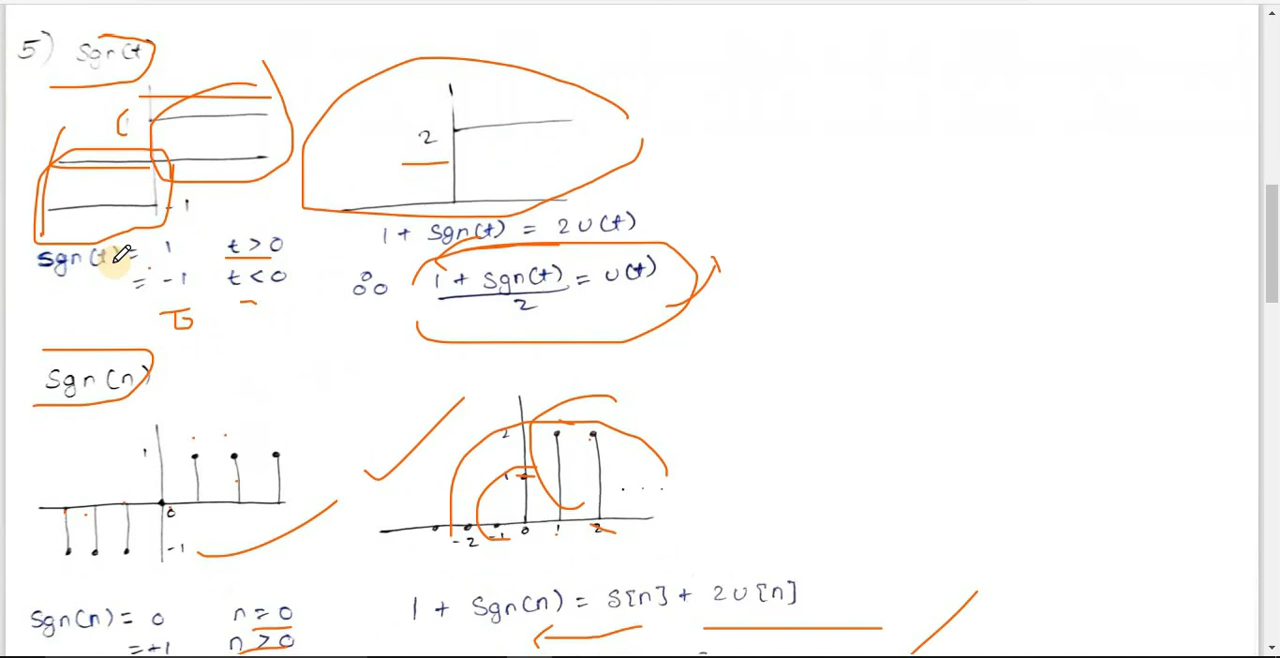 5) Sgn(t)
1
2
-1
1 + Sgn(t) = 2U(t)
Sgn(t) = 1 t > 0
= -1 t < 0
∴ 1 + Sgn(t) = U(t)
2
Sgn(n)
1
0
-1
2
1
-2 -1 0 1 2 ...
1 + Sgn(n) = S[n] + 2U[n]
Sgn(n) = 0 n = 0
= +1 n > 0